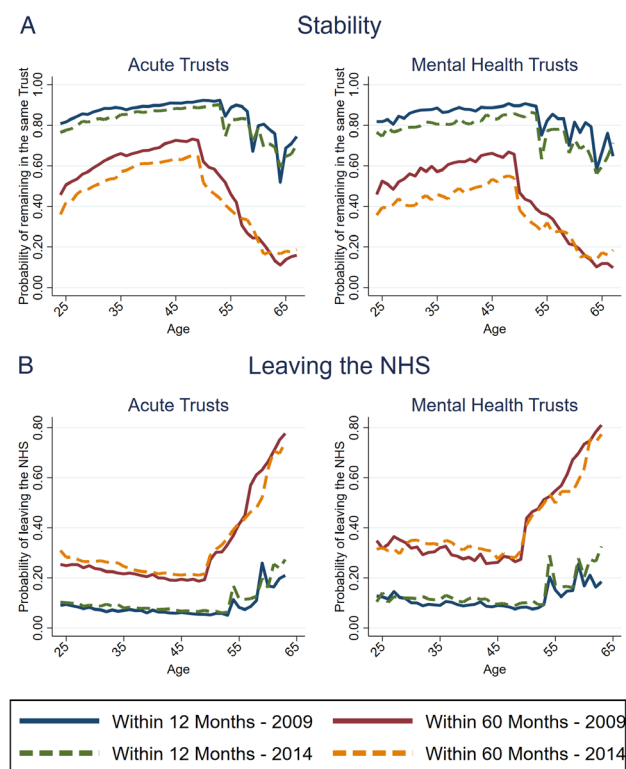 A
Stability
Acute Trusts
Mental Health Trusts
Probability of remaining in the same Trust
1.00
0.80
0.60
0.40
0.20
0.00
25
35
45
55
65
Age
Probability of remaining in the same Trust
1.00
0.80
0.60
0.40
0.20
0.00
25
35
45
55
65
Age
B
Leaving the NHS
Acute Trusts
Mental Health Trusts
Probability of leaving the NHS
0.80
0.60
0.40
0.20
0.00
25
35
45
55
65
Age
Probability of leaving the NHS
0.80
0.60
0.40
0.20
0.00
25
35
45
55
65
Age
Within 12 Months - 2009
Within 60 Months - 2009
Within 12 Months - 2014
Within 60 Months - 2014